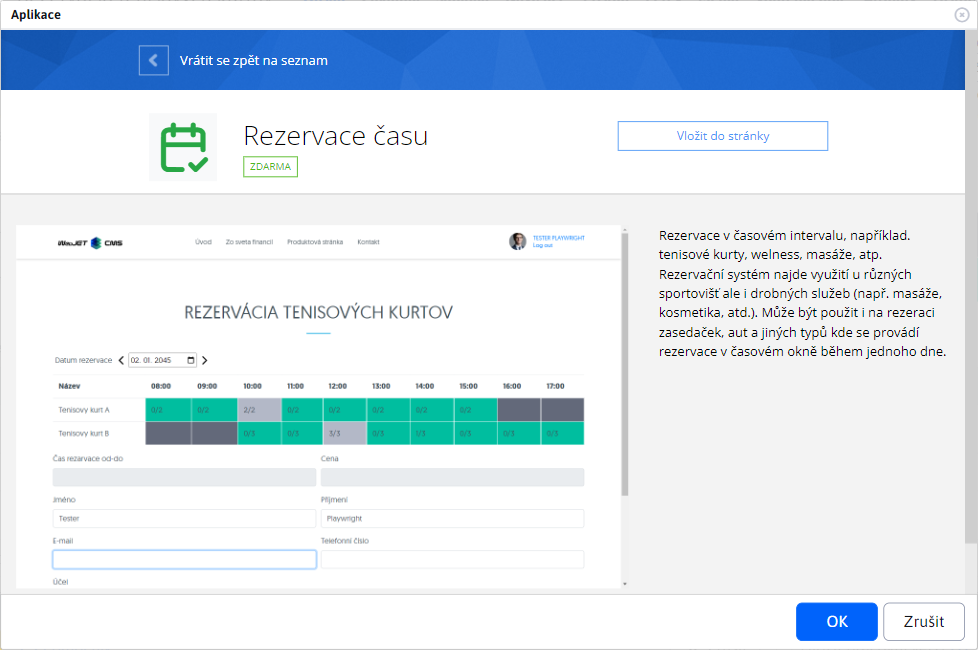 Aplikace
Vrátit se zpět na seznam
Rezervace času
ZDARMA
Vložit do stránky
WebJET CMS
Úvod Zo sveta financií Produktová stránka Kontakt
TESTER PLAYWRIGHT
Log out
REZERVÁCIA TENISOVÝCH KURTOV
Datum rezervace 02. 01. 2045
Název 08:00 09:00 10:00 11:00 12:00 13:00 14:00 15:00 16:00 17:00
Tenisovy kurt A 0/2 0/2 2/2 0/2 0/2 0/2 0/2 0/2
Tenisovy kurt B 0/3 0/3 3/3 0/3 0/3 0/3 0/3 0/3
Čas rezarvace od-do Cena
Jméno Příjmení
Tester Playwright
E-mail Telefonní číslo
Účel
Rezervace v časovém intervalu, například.
tenisové kurty, welness, masáže, atp.
Rezervační systém najde využití u různých
sportovišť ale i drobných služeb (např. masáže,
kosmetika, atd.). Může být použit i na rezeraci
zasedaček, aut a jiných typů kde se provádí
rezervace v časovém okně během jednoho dne.
OK Zrušit